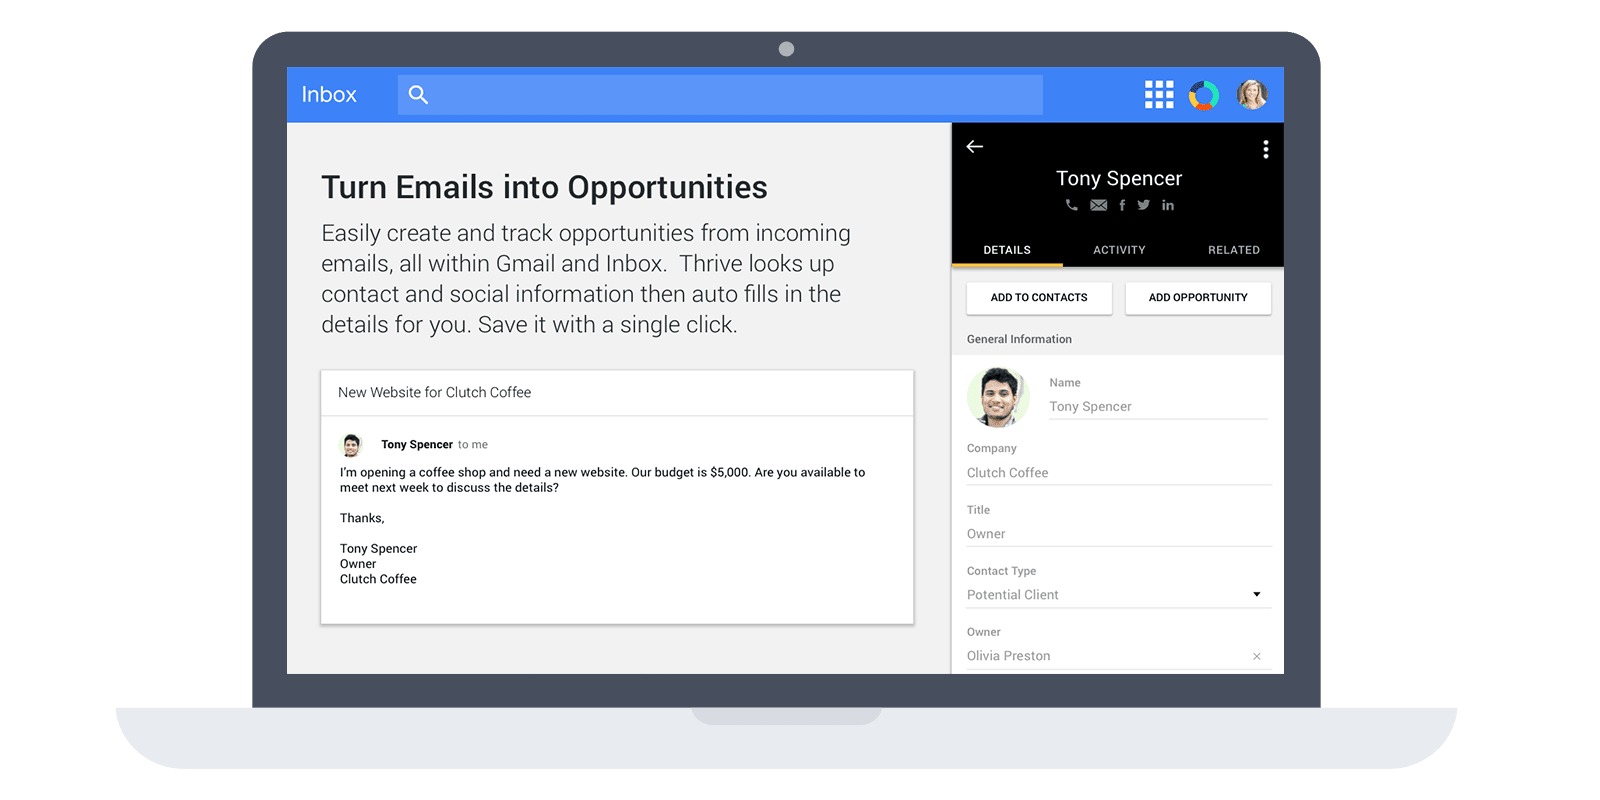 Inbox
Turn Emails into Opportunities
Easily create and track opportunities from incoming
emails, all within Gmail and Inbox.  Thrive looks up
contact and social information then auto fills in the
details for you. Save it with a single click.
New Website for Clutch Coffee
Tony Spencer to me
I'm opening a coffee shop and need a new website. Our budget is $5,000. Are you available to
meet next week to discuss the details?
Thanks,
Tony Spencer
Owner
Clutch Coffee
Tony Spencer
DETAILS ACTIVITY RELATED
ADD TO CONTACTS ADD OPPORTUNITY
General Information
Name
Tony Spencer
Company
Clutch Coffee
Title
Owner
Contact Type
Potential Client
Owner
Olivia Preston